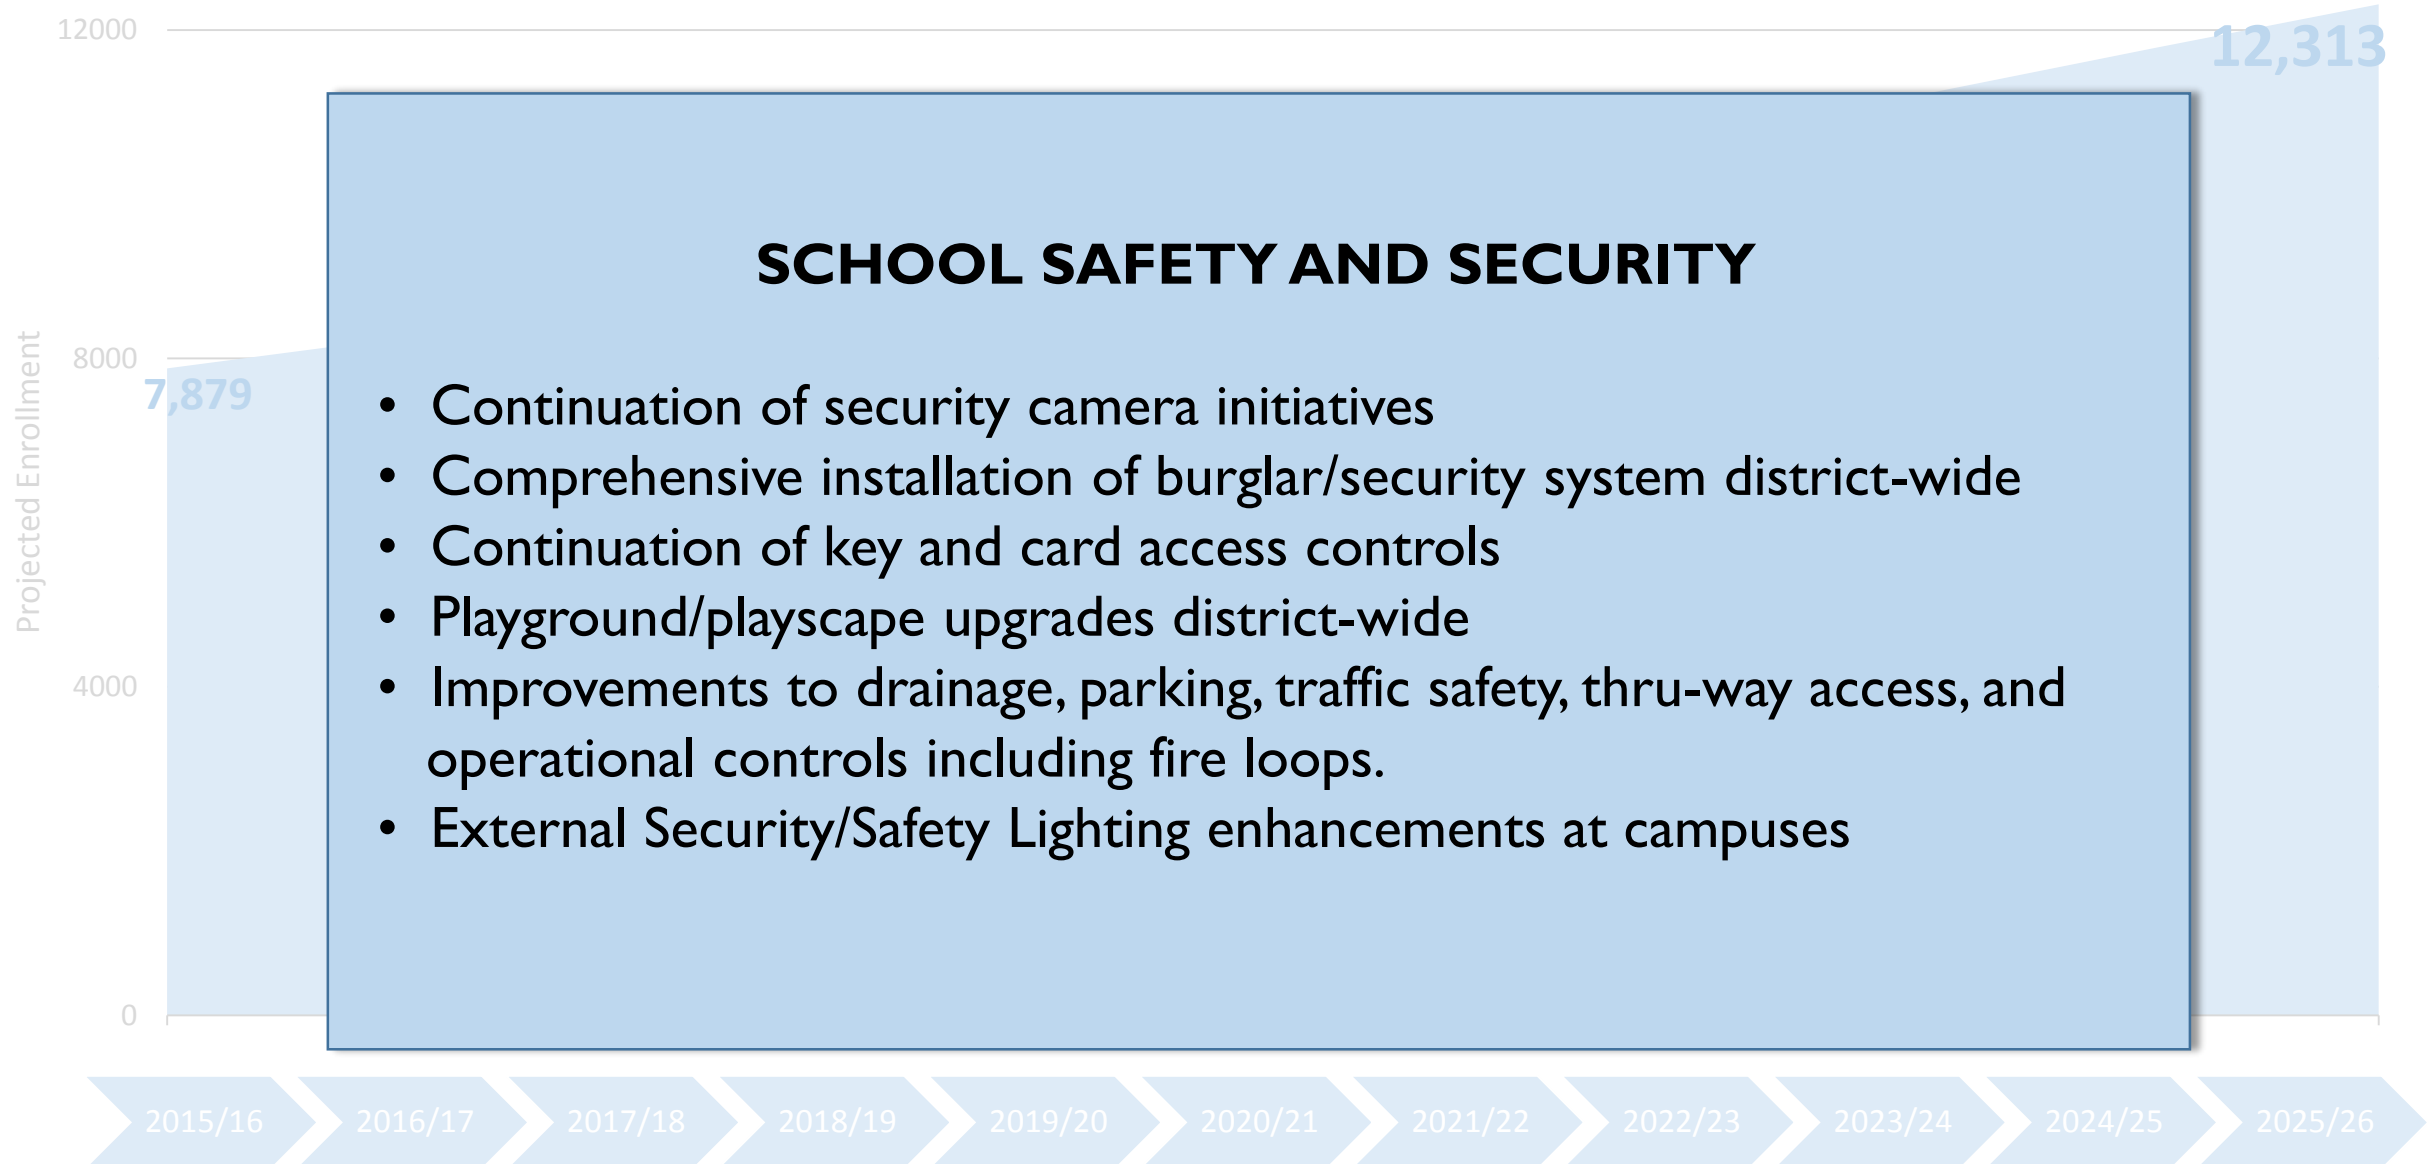 12000
12,313
SCHOOL SAFETY AND SECURITY
8000
7,879
Projected Enrollment
• Continuation of security camera initiatives
• Comprehensive installation of burglar/security system district-wide
• Continuation of key and card access controls
• Playground/playscape upgrades district-wide
4000
• Improvements to drainage, parking, traffic safety, thru-way access, and
operational controls including fire loops.
• External Security/Safety Lighting enhancements at campuses
0
2015/16 2016/17 2017/18 2018/19 2019/20 2020/21 2021/22 2022/23 2023/24 2024/25 2025/26